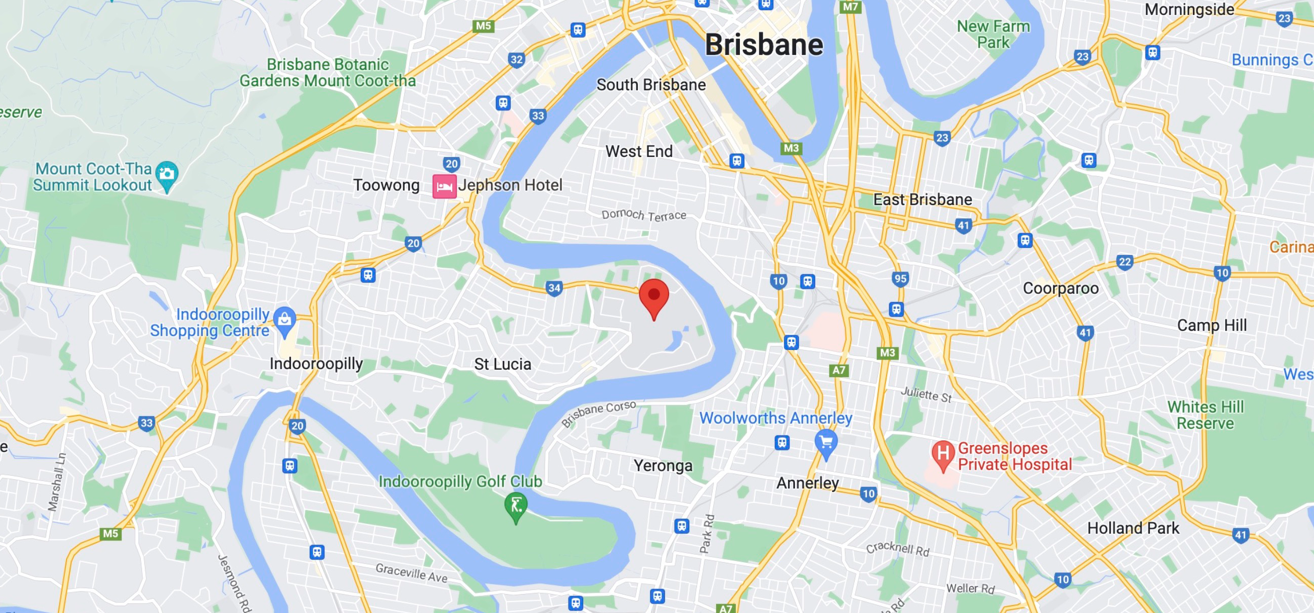 M5
M7
Morningside
23
New Farm
Park
Brisbane
32
23
Bunnings C
Brisbane Botanic
Gardens Mount Coot-tha
South Brisbane
eserve
33
23
West End
M3
20
Mount Coot-Tha
Summit Lookout
Toowong
Jephson Hotel
East Brisbane
Dornoch Terrace
41
20
Carina
22
10
34
10
95
Coorparoo
Indooroopilly
Shopping Centre
Camp Hill
41
M3
Indooroopilly
St Lucia
A7
Wes
Juliette St
Brisbane Corso
Whites Hill
Reserve
33
20
Woolworths Annerley
e
Greenslopes
Private Hospital
Yeronga
Marshall Ln
Indooroopilly Golf Club
Annerley
10
Holland Park
M5
Park Rd
41
Cracknell Rd
Jesmond Rd
Graceville Ave
10
Weller Rd
A7
Rd